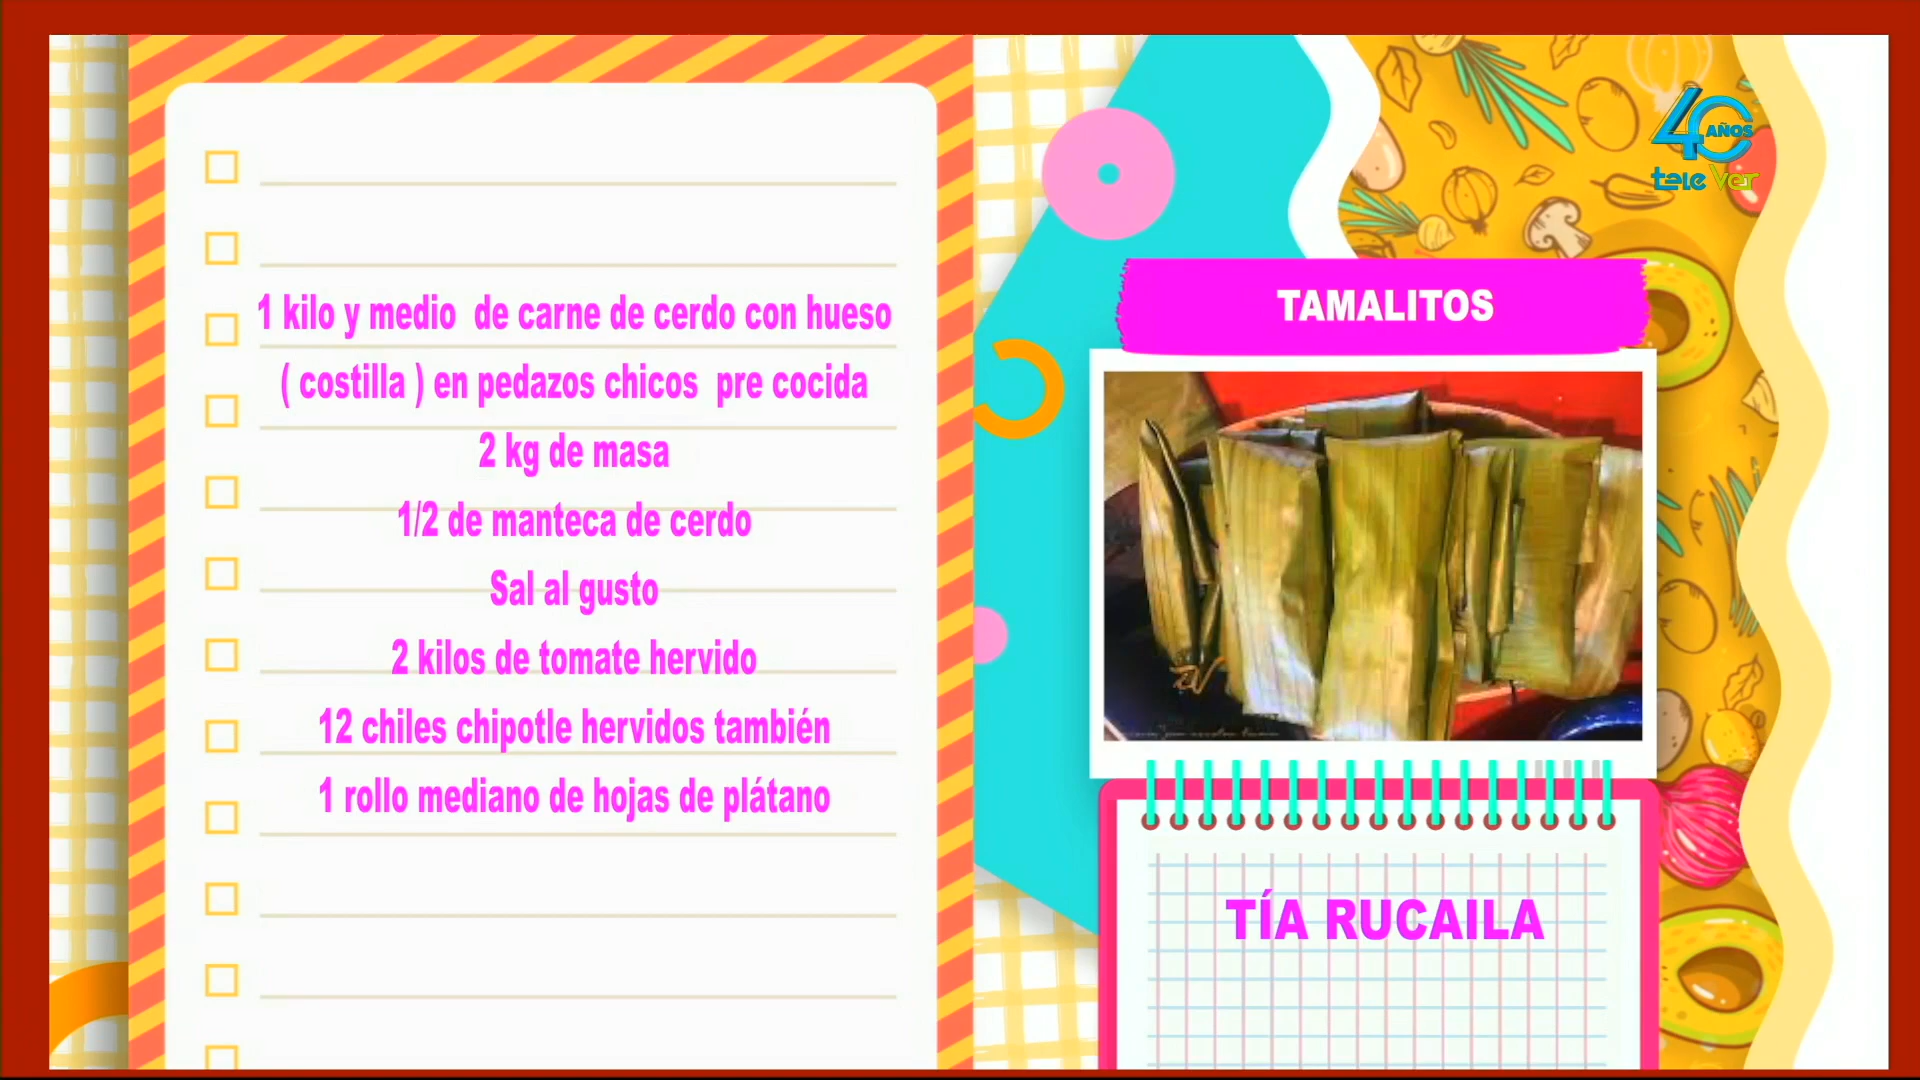 1 kilo y medio de carne de cerdo con hueso
( costilla ) en pedazos chicos pre cocida
2 kg de masa
1/2 de manteca de cerdo
Sal al gusto
2 kilos de tomate hervido
12 chiles chipotle hervidos también
1 rollo mediano de hojas de plátano
40 AÑOS
teleVer
TAMALITOS
TÍA RUCAILA